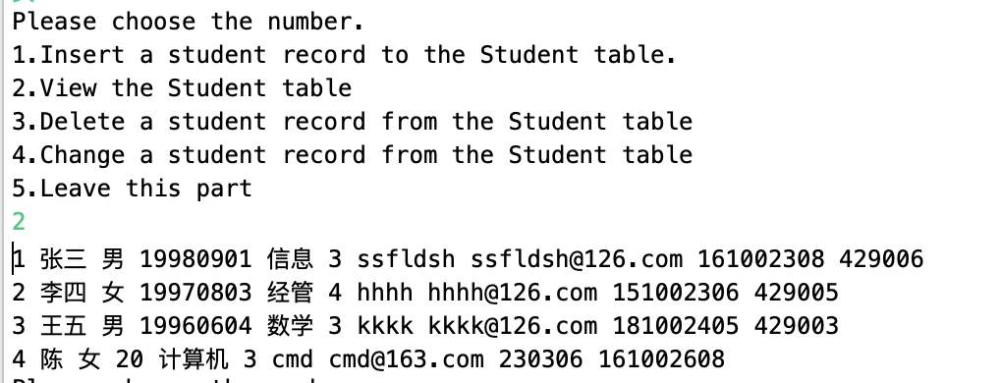 Please choose the number.
1.Insert a student record to the Student table.
2.View the Student table
3.Delete a student record from the Student table
4.Change a student record from the Student table
5.Leave this part
2
1 张三 男 19980901 信息 3 ssfldsh ssfldsh@126.com 161002308 429006
2 李四 女 19970803 经管 4 hhhh hhhh@126.com 151002306 429005
3 王五 男 19960604 数学 3 kkkk kkkk@126.com 181002405 429003
4 陈 女 20 计算机 3 cmd cmd@163.com 230306 161002608